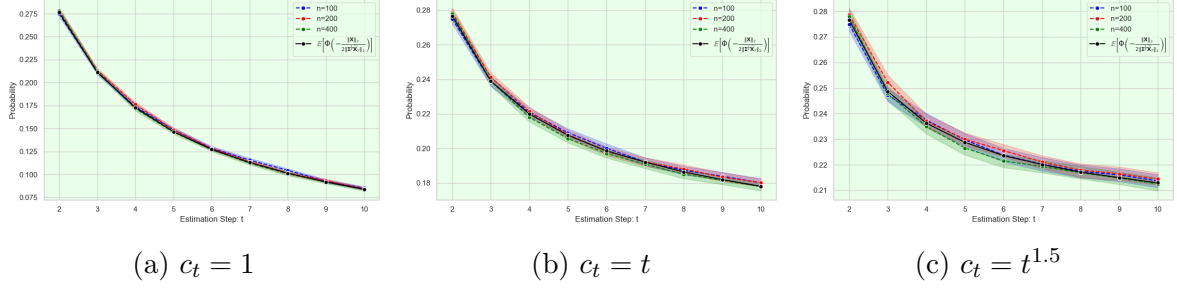 0.275
0.250
0.225
0.200
0.175
0.150
0.125
0.100
0.075
Probability
2 3 4 5 6 7 8 9 10
Estimation Step: t
n=100
n=200
n=400
(a) c_t = 1
0.28
0.26
0.24
0.22
0.20
0.18
Probability
2 3 4 5 6 7 8 9 10
Estimation Step: t
n=100
n=200
n=400
(b) c_t = t
0.28
0.27
0.26
0.25
0.24
0.23
0.22
0.21
Probability
2 3 4 5 6 7 8 9 10
Estimation Step: t
n=100
n=200
n=400
(c) c_t = t^{1.5}